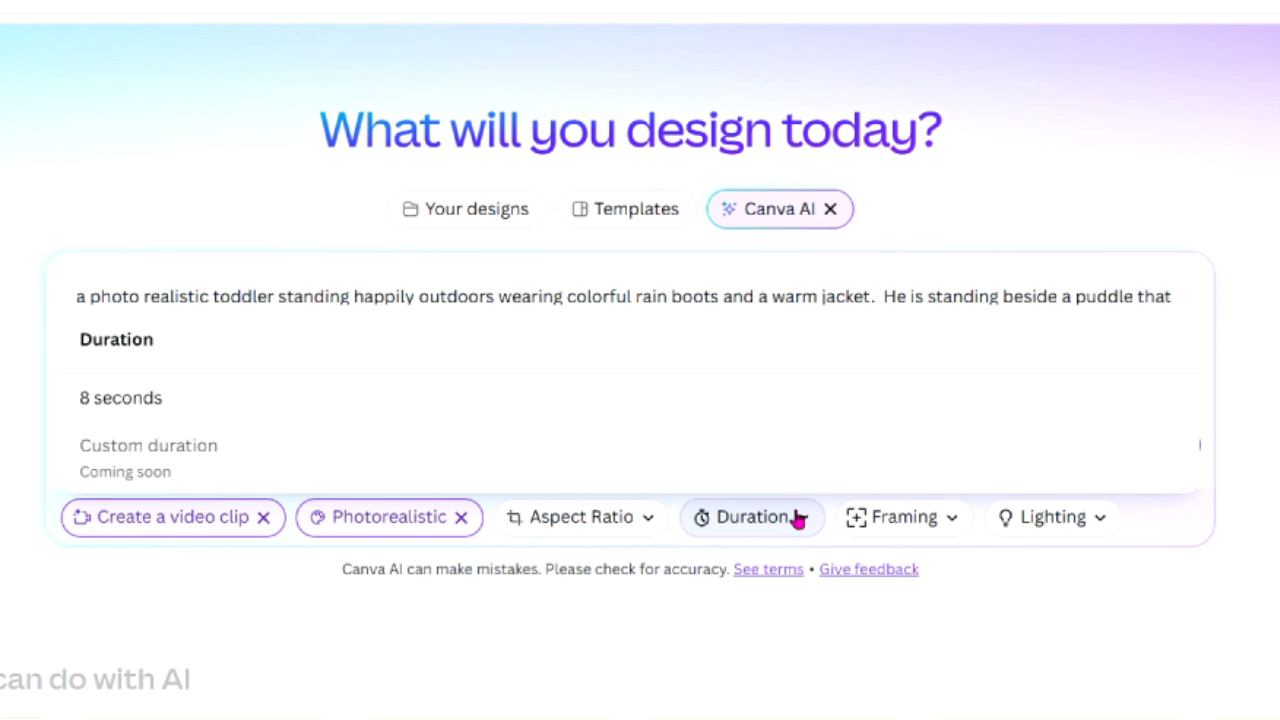 What will you design today?
Your designs Templates Canva AI
a photo realistic toddler standing happily outdoors wearing colorful rain boots and a warm jacket. He is standing beside a puddle that
Duration
8 seconds
Custom duration
Coming soon
Create a video clip Photorealistic Aspect Ratio Duration Framing Lighting
Canva AI can make mistakes. Please check for accuracy. See terms • Give feedback
can do with AI